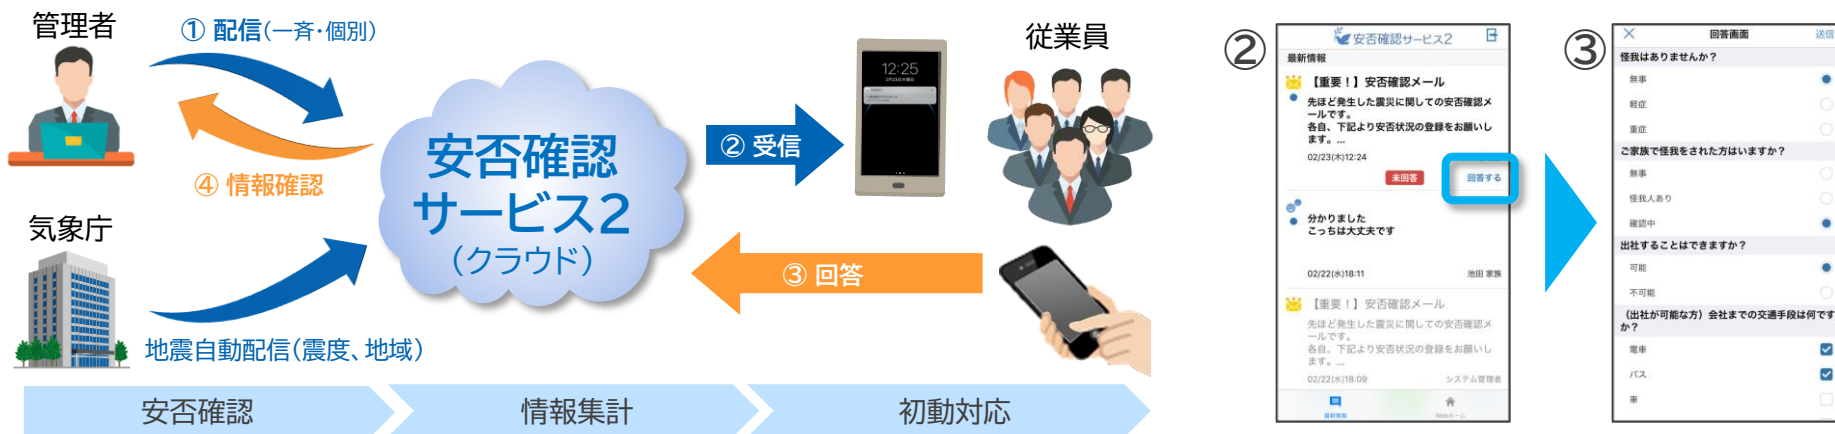 管理者
① 配信(一斉・個別)
④ 情報確認
気象庁
地震自動配信(震度、地域)
安否確認
サービス2
(クラウド)
② 受信
12:25
従業員
③ 回答
安否確認
情報集計
初動対応
②
安否確認サービス2
最新情報
【重要！】安否確認メール
先ほど発生した震災に関しての安否確認メ
ールです。
各自、下記より安否状況の登録をお願いし
ます。...
02/23(木)12:24
未回答
回答する
分かりました
こっちは大丈夫です
02/22(水)18:11
池田 家族
【重要！】安否確認メール
先ほど発生した震災に関しての安否確認メ
ールです。
各自、下記より安否状況の登録をお願いし
ます。...
02/22(水)18:09
システム管理者
最新情報
Webホーム
③
回答画面
送信
怪我はありませんか？
無事
軽症
重症
ご家族で怪我をされた方はいますか？
無事
怪我人あり
確認中
出社することはできますか？
可能
不可能
（出社が可能な方）会社までの交通手段は何です
か？
電車
バス
車